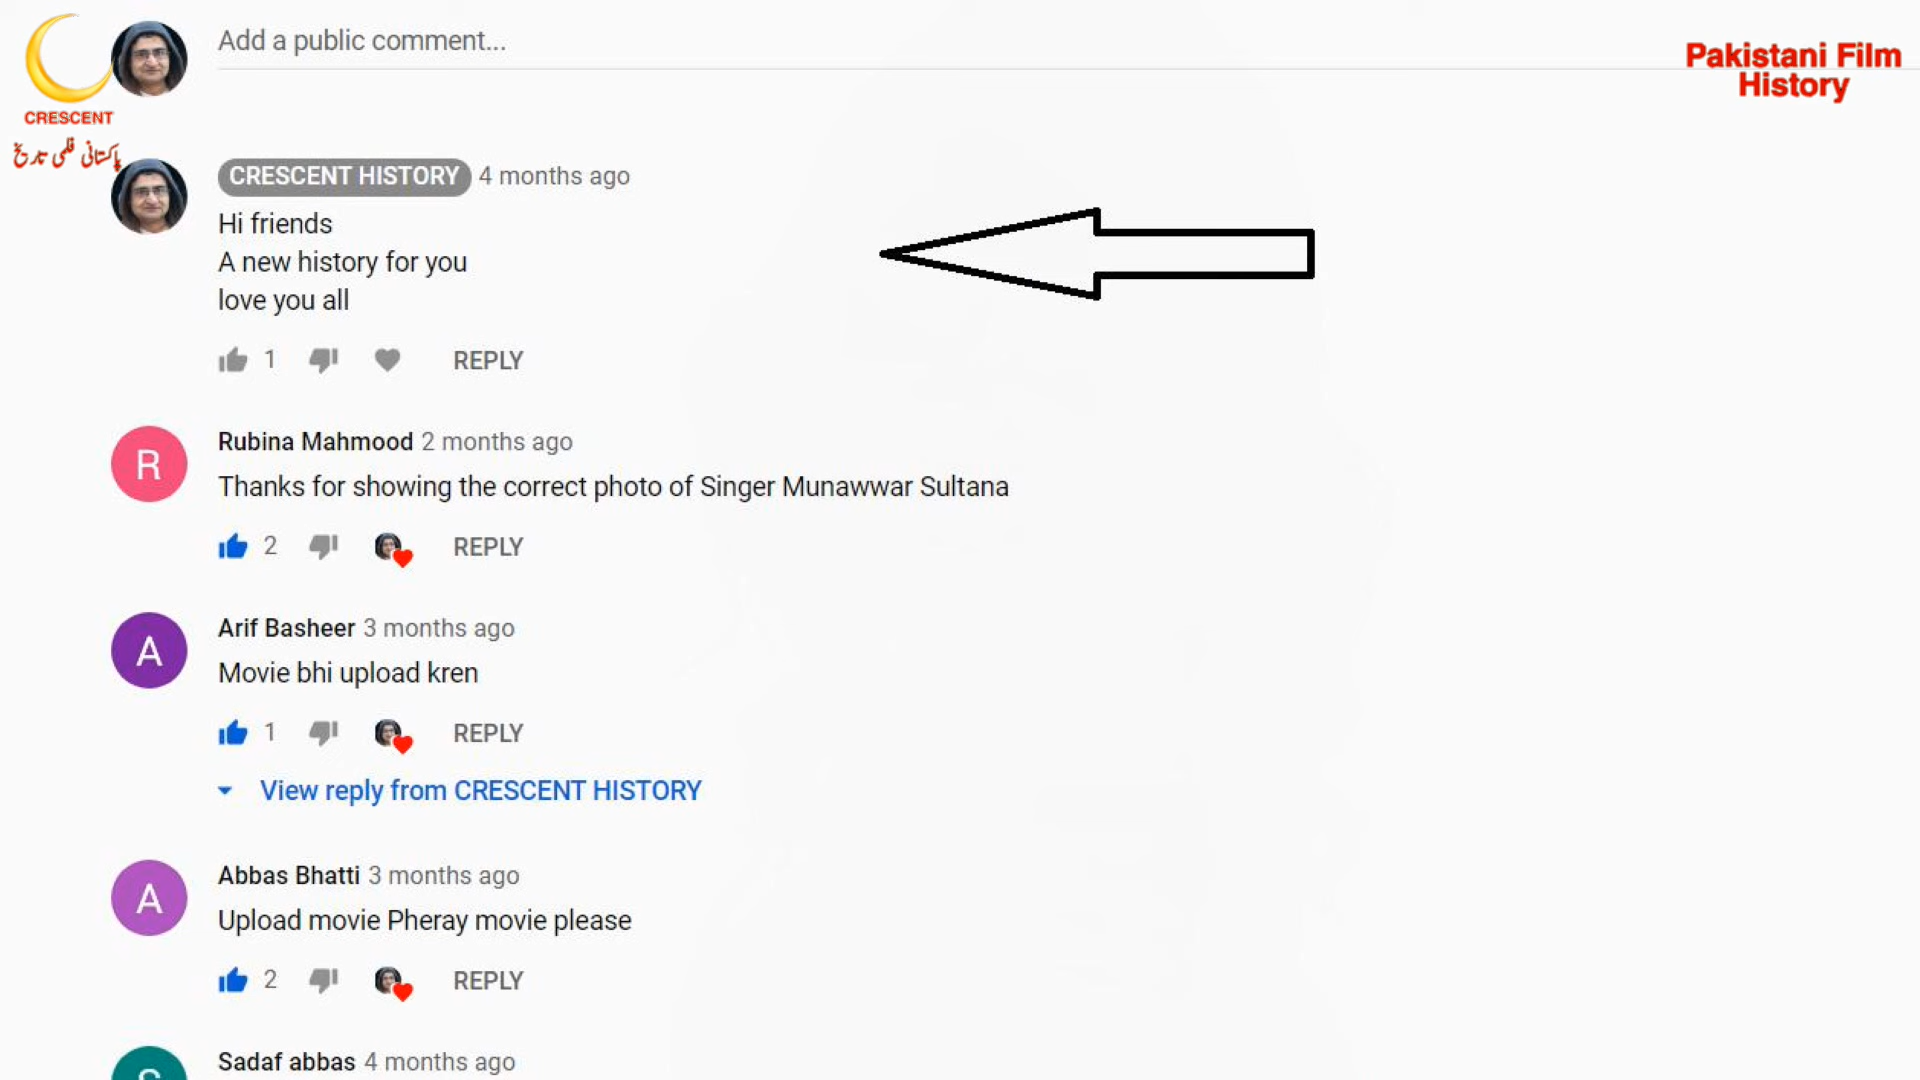 Add a public comment...
CRESCENT
پاکستانی فلمی تاریخ
Pakistani Film
History
CRESCENT HISTORY 4 months ago
Hi friends
A new history for you
love you all
1 REPLY
R
Rubina Mahmood 2 months ago
Thanks for showing the correct photo of Singer Munawwar Sultana
2 REPLY
A
Arif Basheer 3 months ago
Movie bhi upload kren
1 REPLY
View reply from CRESCENT HISTORY
A
Abbas Bhatti 3 months ago
Upload movie Pheray movie please
2 REPLY
Sadaf abbas 4 months ago